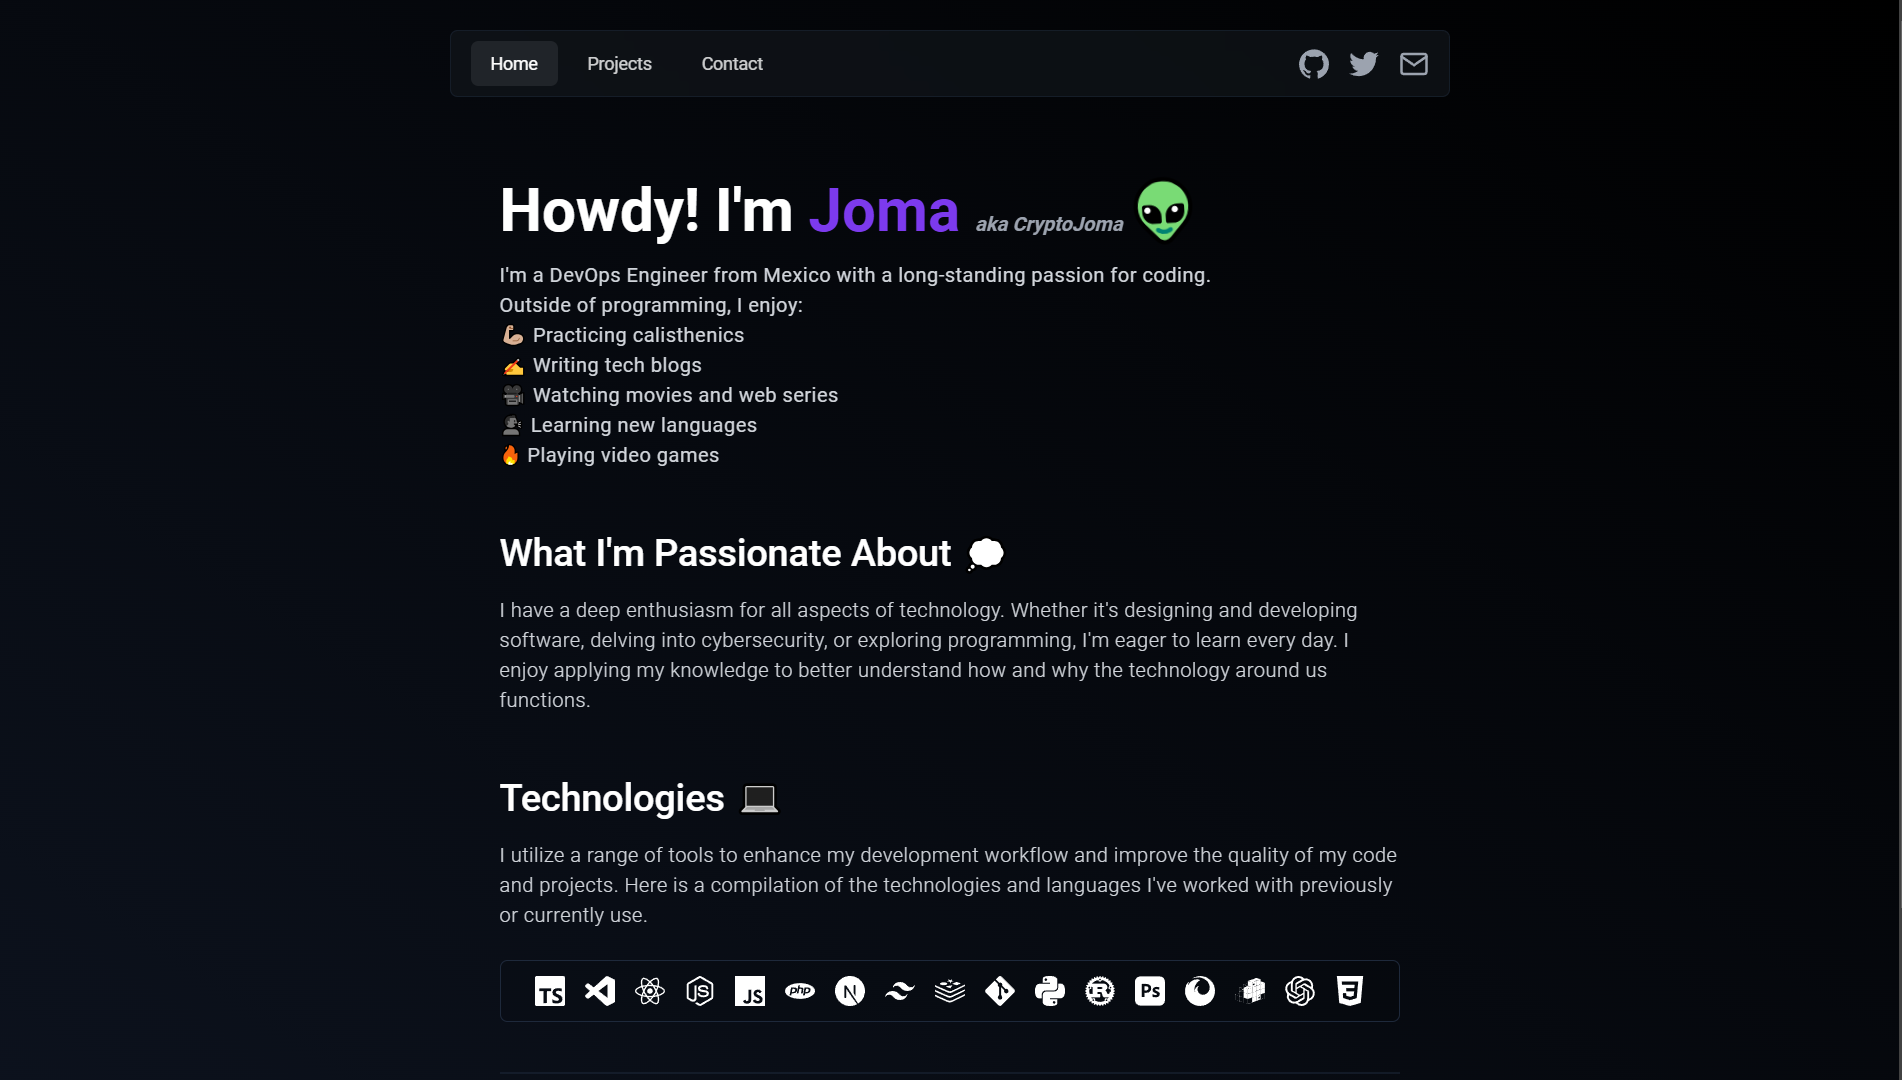 Home Projects Contact
Howdy! I'm Joma aka CryptoJoma
I'm a DevOps Engineer from Mexico with a long-standing passion for coding.
Outside of programming, I enjoy:
Practicing calisthenics
Writing tech blogs
Watching movies and web series
Learning new languages
Playing video games
What I'm Passionate About
I have a deep enthusiasm for all aspects of technology. Whether it's designing and developing
software, delving into cybersecurity, or exploring programming, I'm eager to learn every day. I
enjoy applying my knowledge to better understand how and why the technology around us
functions.
Technologies
I utilize a range of tools to enhance my development workflow and improve the quality of my code
and projects. Here is a compilation of the technologies and languages I've worked with previously
or currently use.
TS JS JS php N R Ps 3